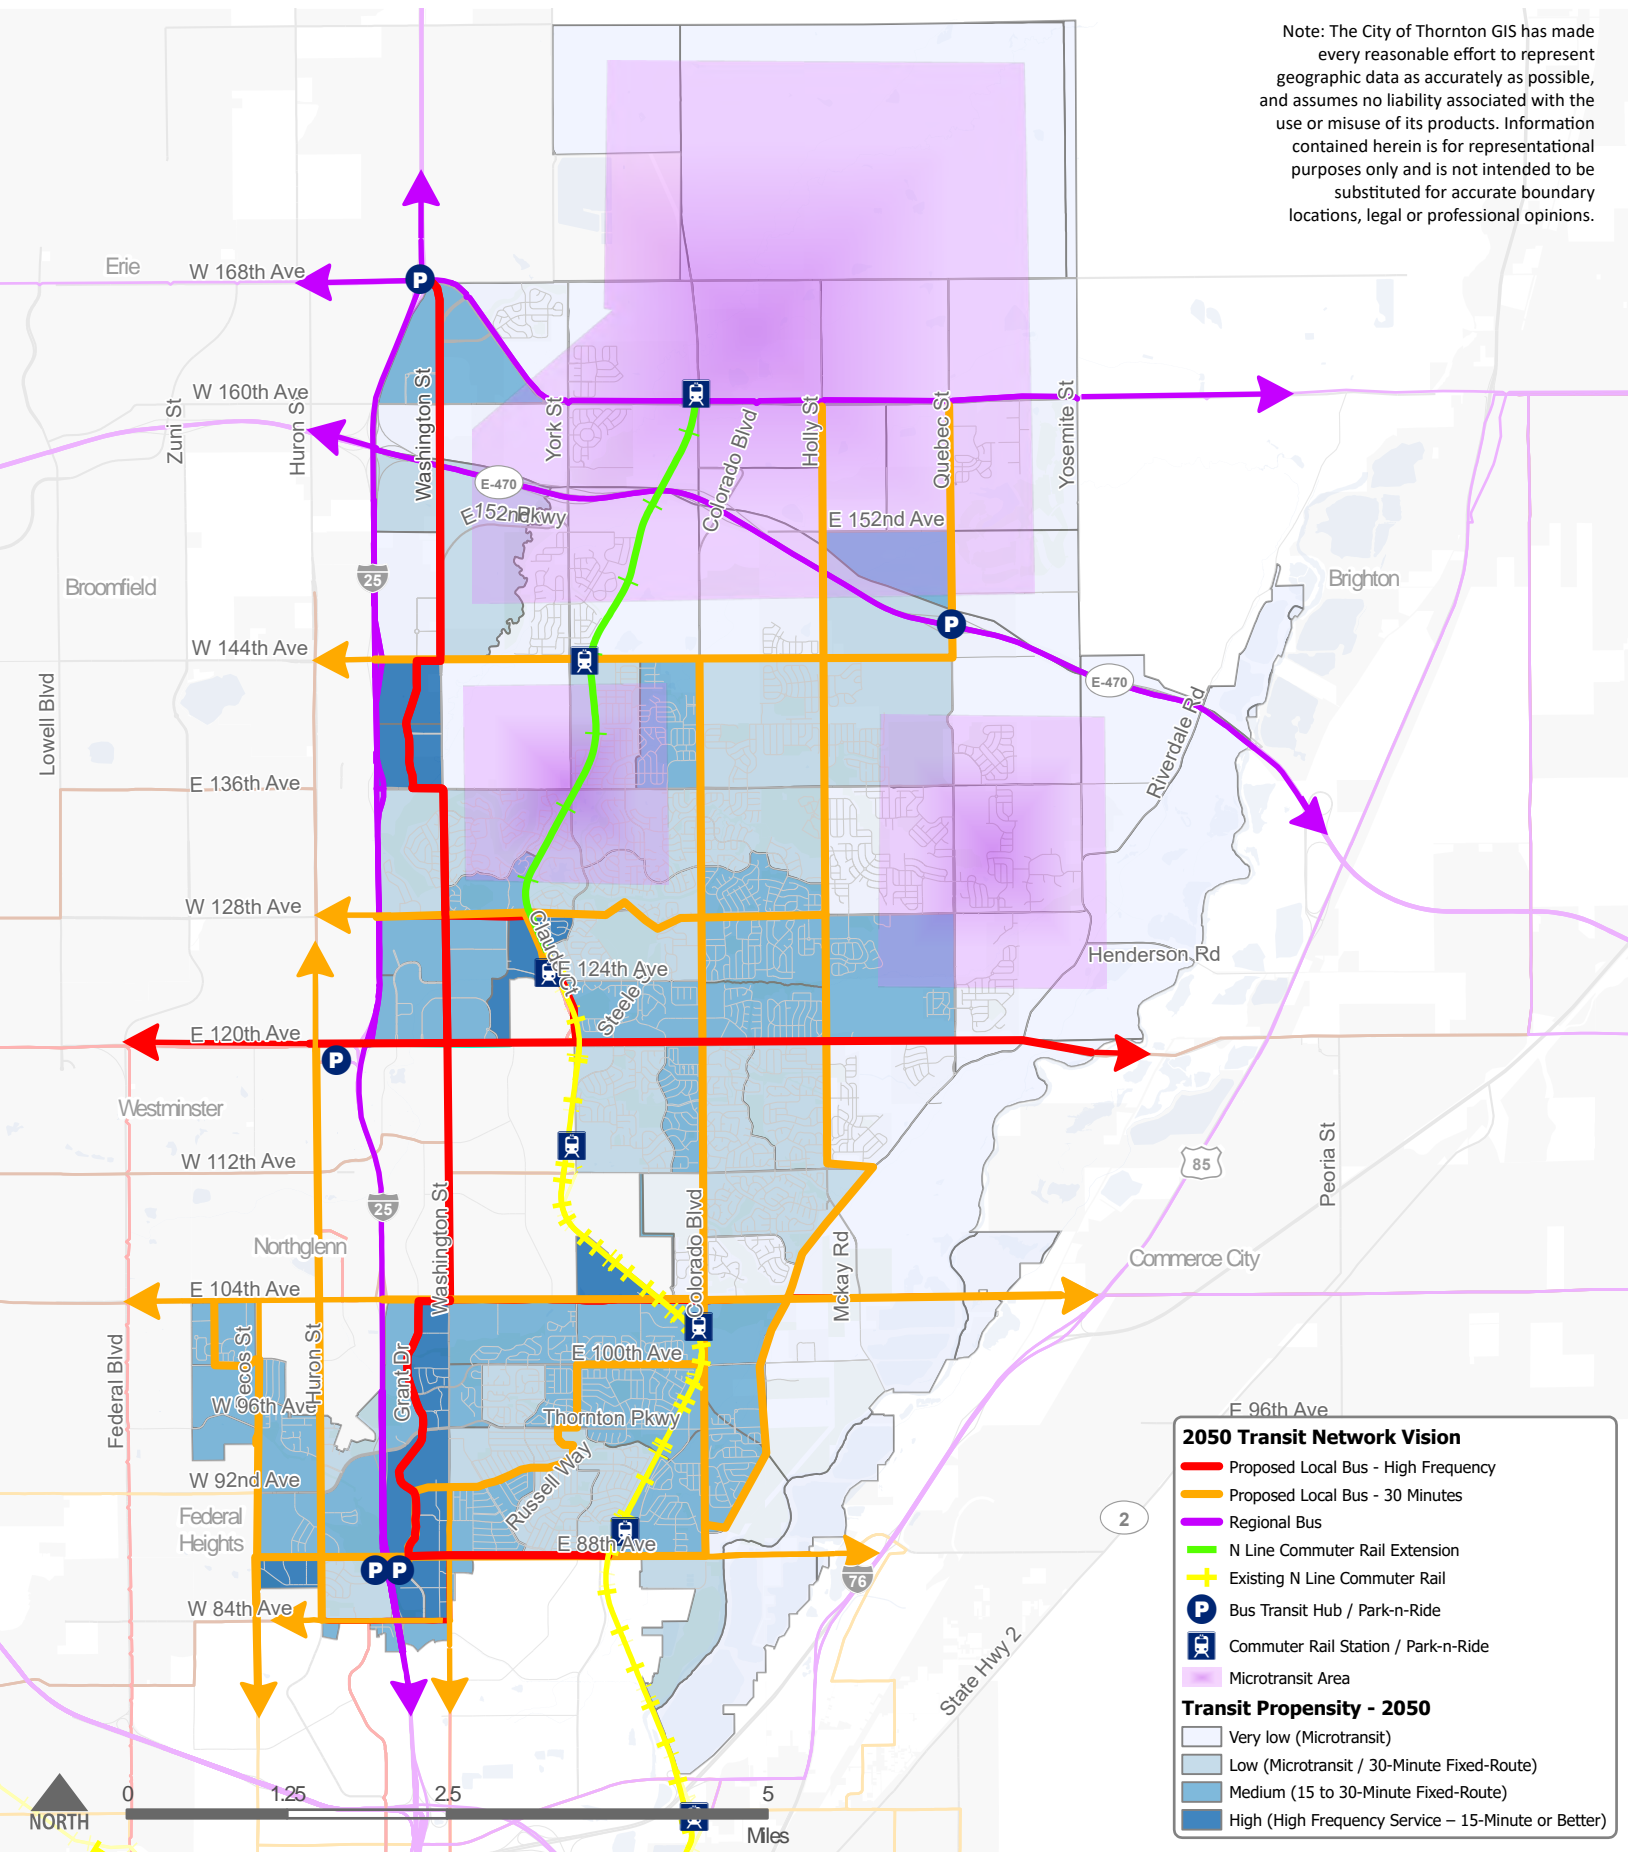 Note: The City of Thornton GIS has made
every reasonable effort to represent
geographic data as accurately as possible,
and assumes no liability associated with the
use or misuse of its products. Information
contained herein is for representational
purposes only and is not intended to be
substituted for accurate boundary
locations, legal or professional opinions.
Erie
W 168th Ave
P
W 160th Ave
Zuni St
Huron St
Washington St
York St
Colorado Blvd
Holly St
Quebec St
Yosemite St
E-470
E 152nd Pkwy
E 152nd Ave
25
Broomfield
Brighton
P
W 144th Ave
E-470
Lowell Blvd
Riverdale Rd
E 136th Ave
W 128th Ave
Claude Ct
E 124th Ave
Steele S
Henderson Rd
E 120th Ave
P
Westminster
W 112th Ave
85
Peoria St
25
Washington St
Colorado Blvd
Mckay Rd
Northglenn
Commerce City
E 104th Ave
Federal Blvd
ecos St
Huron St
Grant Dr
E 100th Ave
W 96th Ave
Thornton Pkwy
E 96th Ave
W 92nd Ave
Russell Way
Federal
Heights
2
E 88th Ave
P P
76
W 84th Ave
State Hwy 2
2050 Transit Network Vision
Proposed Local Bus - High Frequency
Proposed Local Bus - 30 Minutes
Regional Bus
N Line Commuter Rail Extension
Existing N Line Commuter Rail
P Bus Transit Hub / Park-n-Ride
Commuter Rail Station / Park-n-Ride
Microtransit Area
Transit Propensity - 2050
Very low (Microtransit)
Low (Microtransit / 30-Minute Fixed-Route)
Medium (15 to 30-Minute Fixed-Route)
High (High Frequency Service – 15-Minute or Better)
NORTH
0 1.25 2.5 5
Miles